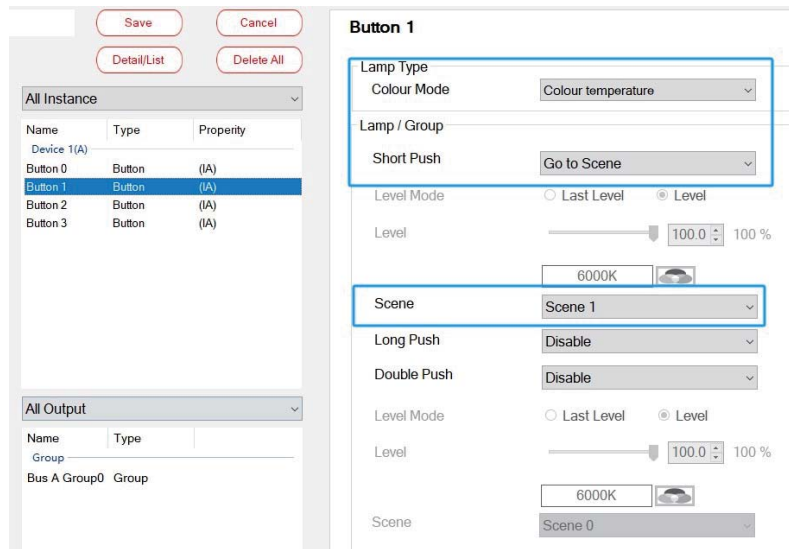 Save Cancel
Detail/List Delete All
All Instance
Name Type Properity
Device 1(A)
Button 0 Button (IA)
Button 1 Button (IA)
Button 2 Button (IA)
Button 3 Button (IA)
All Output
Name Type
Group
Bus A Group0 Group
Button 1
Lamp Type
Colour Mode Colour temperature
Lamp / Group
Short Push Go to Scene
Level Mode Last Level Level
Level 100.0 100 %
6000K
Scene Scene 1
Long Push Disable
Double Push Disable
Level Mode Last Level Level
Level 100.0 100 %
6000K
Scene Scene 0